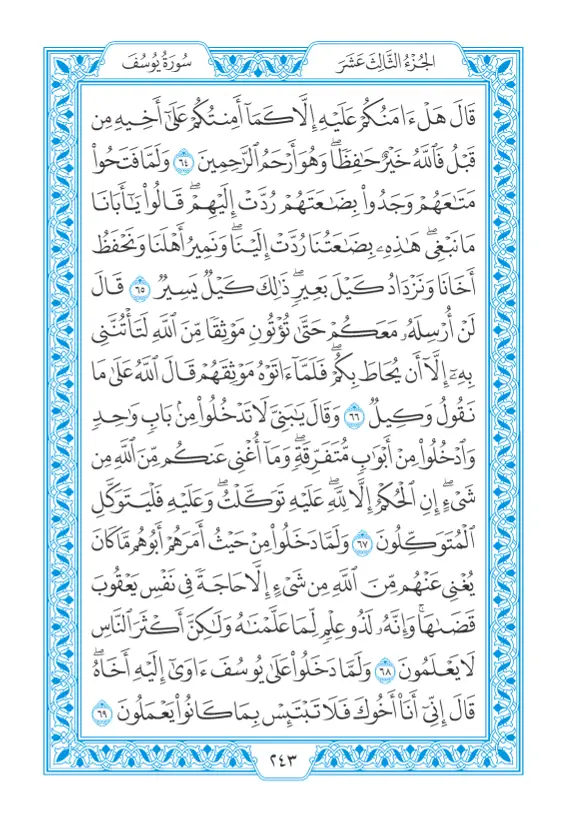 الجُزْءُ الثَّالِثَ عَشَرَ
سُورَةُ يُوسُفَ
قَالَ هَلْ ءَامَنُكُمْ عَلَيْهِ إِلَّا كَمَآ أَمِنتُكُمْ عَلَىٰٓ أَخِيهِ مِن
قَبْلُ فَٱللَّهُ خَيْرٌ حَٰفِظًاۖ وَهُوَ أَرْحَمُ ٱلرَّٰحِمِينَ ٦٤ وَلَمَّا فَتَحُوا۟
مَتَٰعَهُمْ وَجَدُوا۟ بِضَٰعَتَهُمْ رُدَّتْ إِلَيْهِمْۖ قَالُوا۟ يَٰٓأَبَانَا
مَا نَبْغِىۖ هَٰذِهِۦ بِضَٰعَتُنَا رُدَّتْ إِلَيْنَاۖ وَنَمِيرُ أَهْلَنَا وَنَحْفَظُ
أَخَانَا وَنَزْدَادُ كَيْلَ بَعِيرٍۖ ذَٰلِكَ كَيْلٌ يَسِيرٌ ٦٥ قَالَ
لَنْ أُرْسِلَهُۥ مَعَكُمْ حَتَّىٰ تُؤْتُونِ مَوْثِقًا مِّنَ ٱللَّهِ لَتَأْتُنَّنِى
بِهِۦٓ إِلَّآ أَن يُحَاطَ بِكُمْۖ فَلَمَّآ ءَاتَوْهُ مَوْثِقَهُمْ قَالَ ٱللَّهُ عَلَىٰ مَا
نَقُولُ وَكِيلٌ ٦٦ وَقَالَ يَٰبَنِىَّ لَا تَدْخُلُوا۟ مِنۢ بَابٍ وَٰحِدٍ
وَٱدْخُلُوا۟ مِنْ أَبْوَٰبٍ مُّتَفَرِّقَةٍۖ وَمَآ أُغْنِى عَنكُم مِّنَ ٱللَّهِ مِن
شَىْءٍۖ إِنِ ٱلْحُكْمُ إِلَّا لِلَّهِۖ عَلَيْهِ تَوَكَّلْتُۖ وَعَلَيْهِ فَلْيَتَوَكَّلِ
ٱلْمُتَوَكِّلُونَ ٦٧ وَلَمَّا دَخَلُوا۟ مِنْ حَيْثُ أَمَرَهُمْ أَبُوهُم مَّا كَانَ
يُغْنِى عَنْهُم مِّنَ ٱللَّهِ مِن شَىْءٍ إِلَّا حَاجَةً فِى نَفْسِ يَعْقُوبَ
قَضَىٰهَاۚ وَإِنَّهُۥ لَذُو عِلْمٍ لِّمَا عَلَّمْنَٰهُ وَلَٰكِنَّ أَكْثَرَ ٱلنَّاسِ
لَا يَعْلَمُونَ ٦٨ وَلَمَّا دَخَلُوا۟ عَلَىٰ يُوسُفَ ءَاوَىٰٓ إِلَيْهِ أَخَاهُۖ
قَالَ إِنِّىٓ أَنَا۠ أَخُوكَ فَلَا تَبْتَئِسْ بِمَا كَانُوا۟ يَعْمَلُونَ ٦٩
٢٤٣